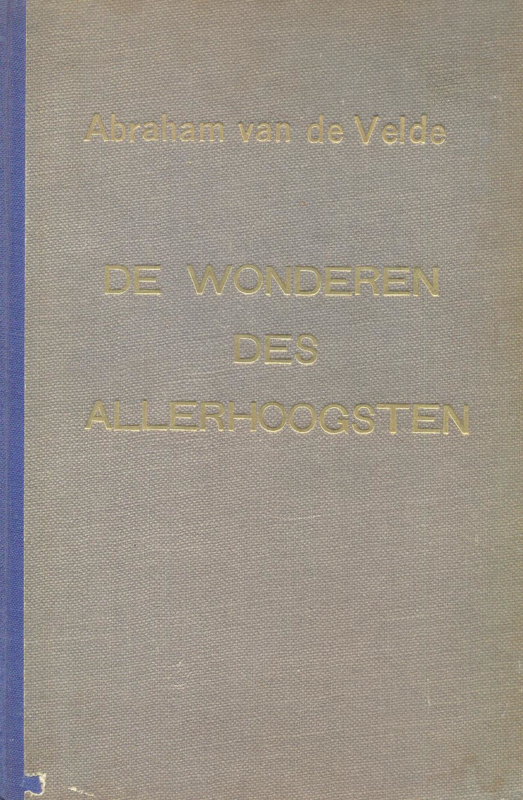 Abraham van de Velde
DE WONDEREN
DES
ALLERHOOGSTEN